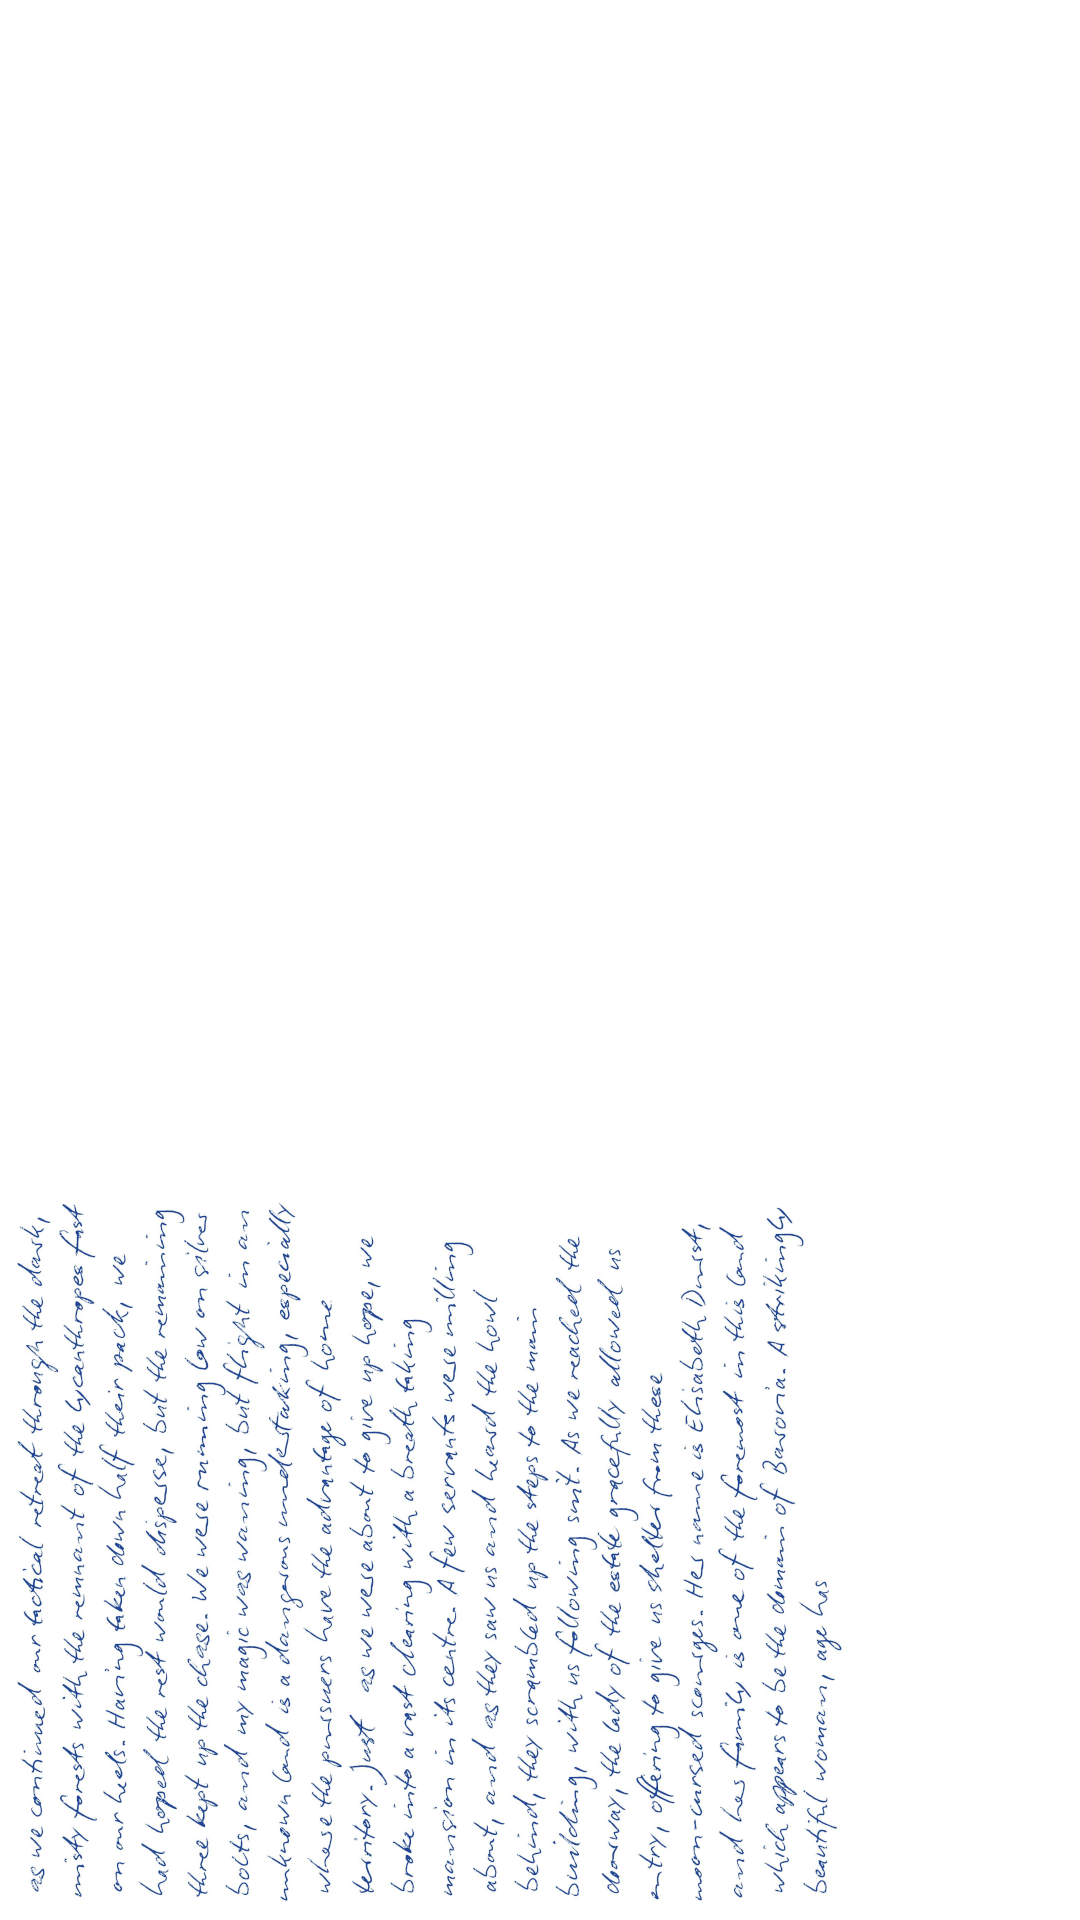 as we continued our tactical retreat through the dark,
misty forests with the remnant of the lycanthropes fast
on our heels. Having taken down half their pack, we
had hoped the rest would disperse, but the remaining
three kept up the chase. We were running low on silver
bolts, and my magic was waning, but flight in an
unknown land is a dangerous undertaking, especially
where the pursuers have the advantage of home
territory. Just as we were about to give up hope, we
broke into a vast clearing with a breath taking
mansion in its centre. A few servants were milling
about, and as they saw us and heard the howl
behind, they scrambled up the steps to the main
building, with us following suit. As we reached the
doorway, the lady of the estate gracefully allowed us
entry, offering to give us shelter from these
moon-cursed scourges. Her name is Elisabeth Durst,
and her family is one of the foremost in this land
which appears to be the domain of Barovia. A strikingly
beautiful woman, age has